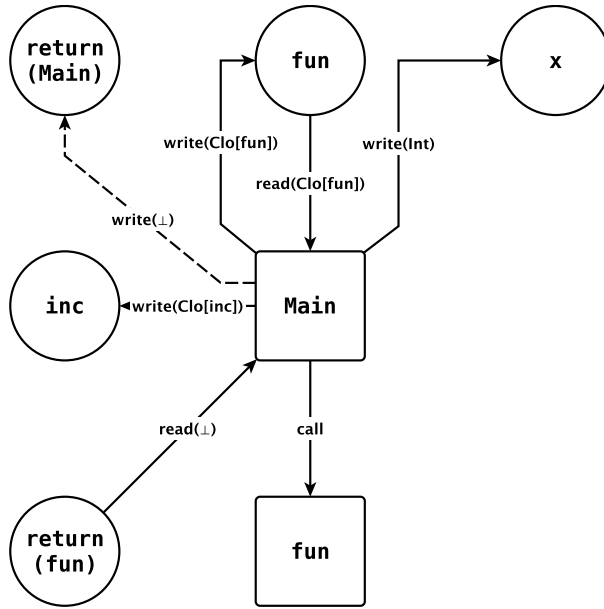 return
(Main)
fun
x
write(Clo[fun])
write(Int)
read(Clo[fun])
write(⊥)
inc
write(Clo[inc])
Main
read(⊥)
call
return
(fun)
fun